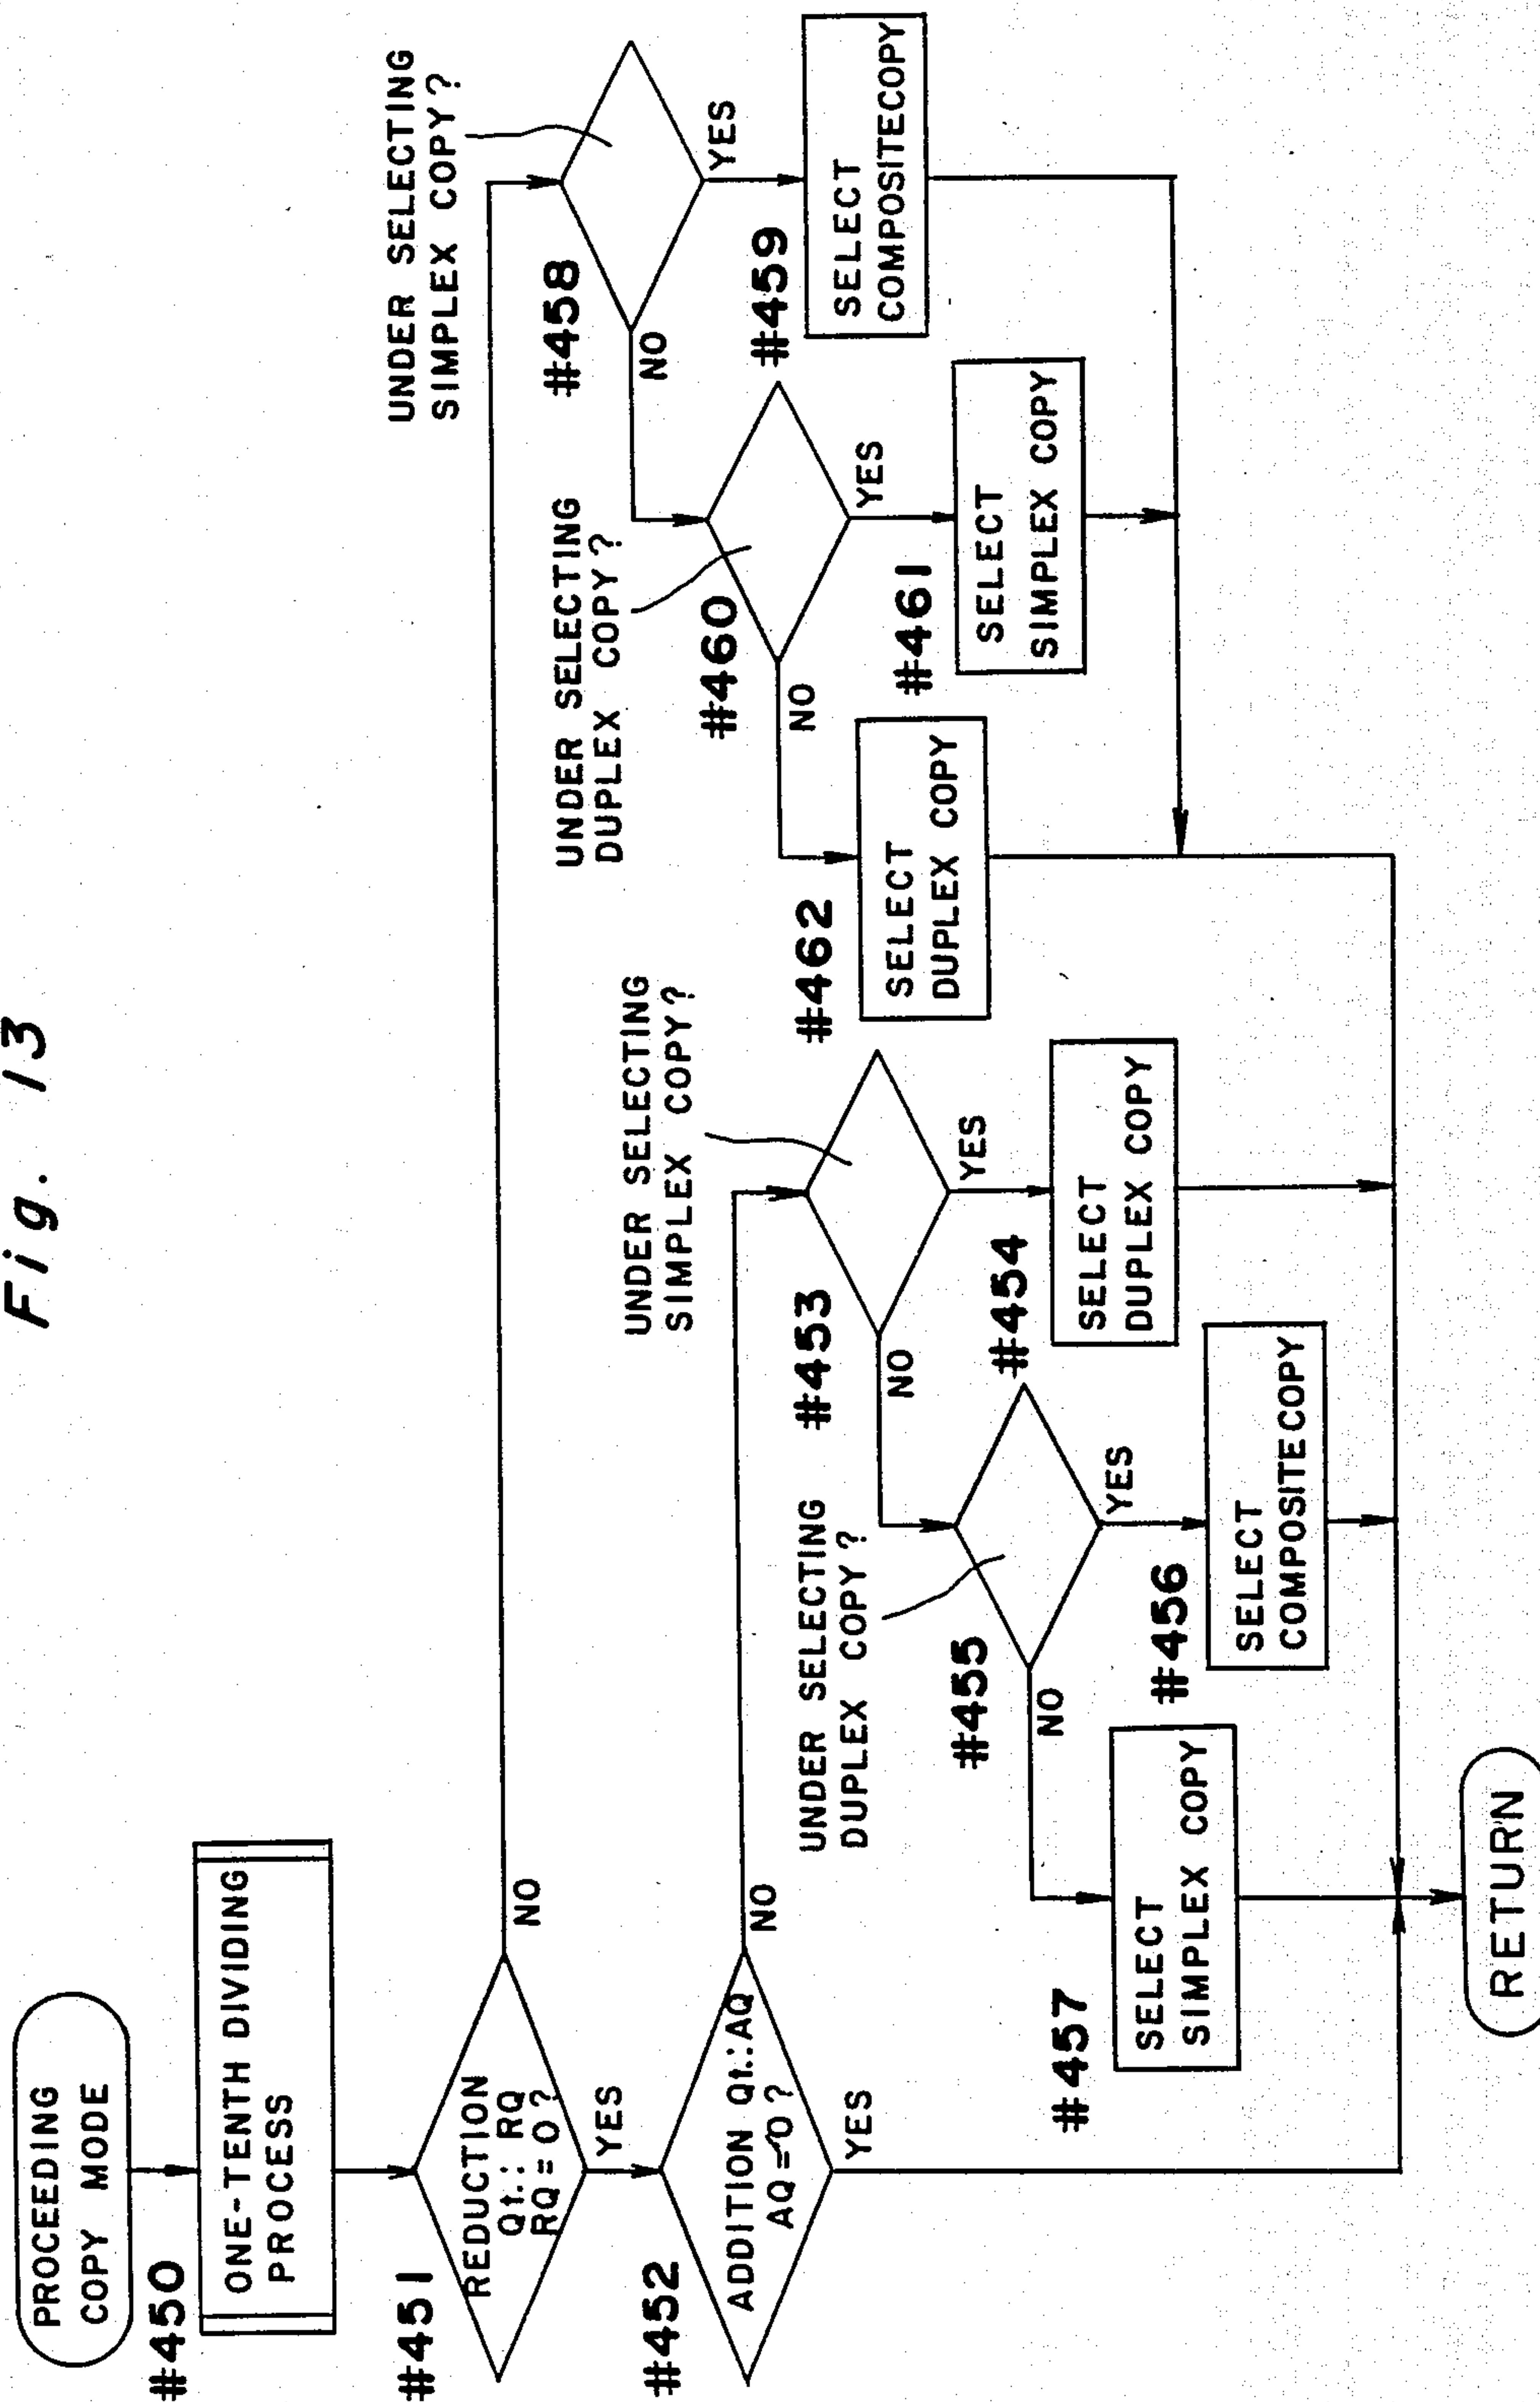 Fig. 13
PROCEEDING
COPY MODE
#450
ONE-TENTH DIVIDING
PROCESS
#451
REDUCTION
Qt.: RQ
RQ = 0 ?
NO
YES
#452
ADDITION Qt.: AQ
AQ = 0 ?
NO
YES
UNDER SELECTING
SIMPLEX COPY?
#453
NO
YES
#454
SELECT
DUPLEX COPY
UNDER SELECTING
DUPLEX COPY?
#455
NO
YES
#456
SELECT
COMPOSITECOPY
#457
SELECT
SIMPLEX COPY
UNDER SELECTING
SIMPLEX COPY?
#458
NO
YES
#459
SELECT
COMPOSITECOPY
UNDER SELECTING
DUPLEX COPY?
#460
NO
YES
#461
SELECT
SIMPLEX COPY
#462
SELECT
DUPLEX COPY
RETURN